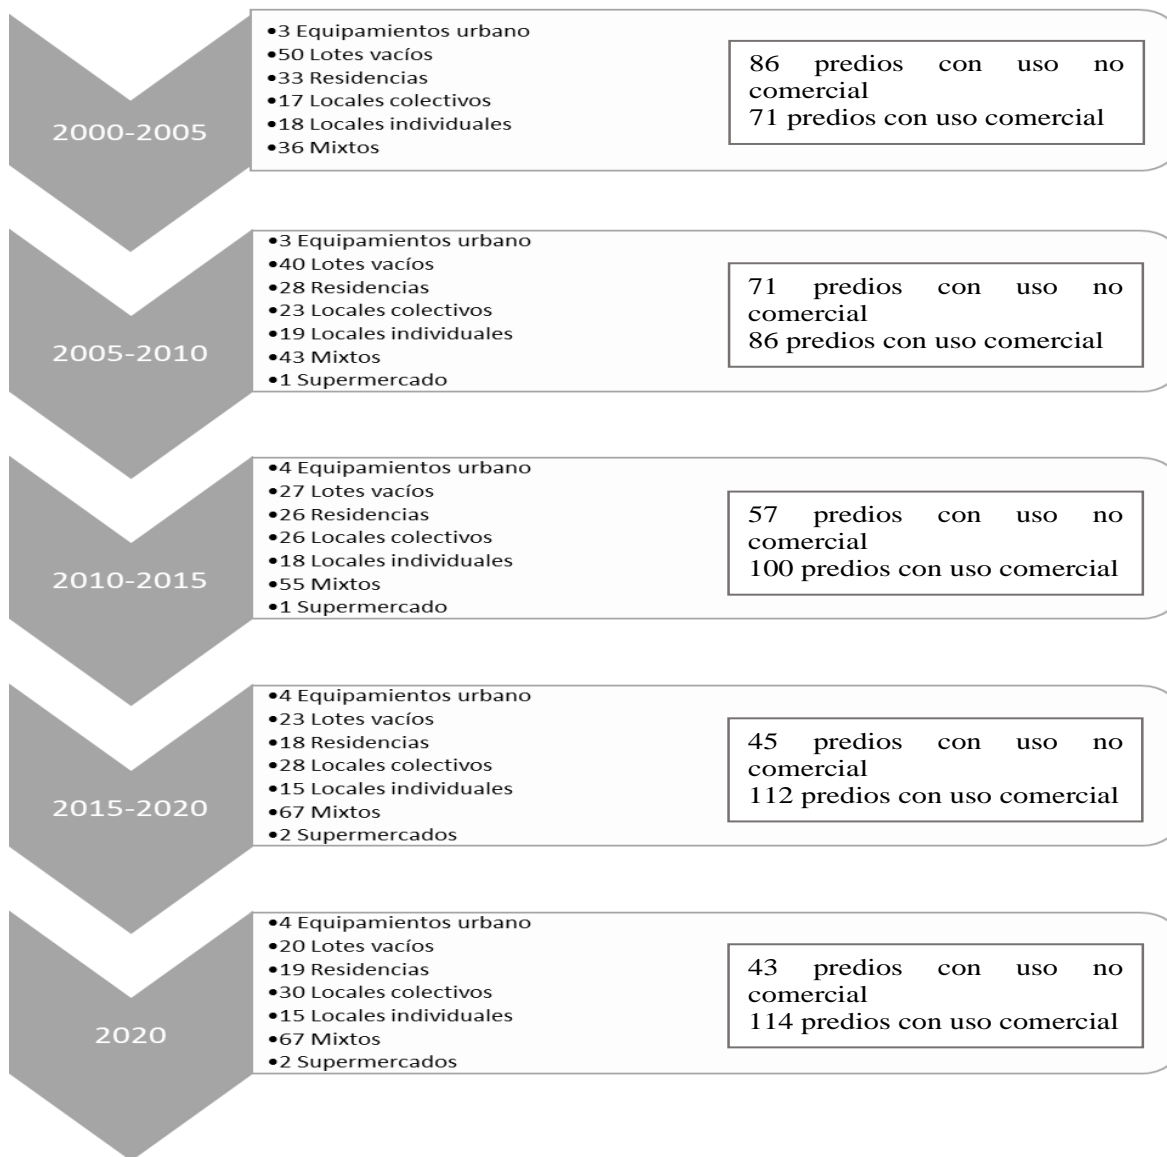 2000-2005
•3 Equipamientos urbano
•50 Lotes vacíos
•33 Residencias
•17 Locales colectivos
•18 Locales individuales
•36 Mixtos
86 predios con uso no
comercial
71 predios con uso comercial
2005-2010
•3 Equipamientos urbano
•40 Lotes vacíos
•28 Residencias
•23 Locales colectivos
•19 Locales individuales
•43 Mixtos
•1 Supermercado
71 predios con uso no
comercial
86 predios con uso comercial
2010-2015
•4 Equipamientos urbano
•27 Lotes vacíos
•26 Residencias
•26 Locales colectivos
•18 Locales individuales
•55 Mixtos
•1 Supermercado
57 predios con uso no
comercial
100 predios con uso comercial
2015-2020
•4 Equipamientos urbano
•23 Lotes vacíos
•18 Residencias
•28 Locales colectivos
•15 Locales individuales
•67 Mixtos
•2 Supermercados
45 predios con uso no
comercial
112 predios con uso comercial
2020
•4 Equipamientos urbano
•20 Lotes vacíos
•19 Residencias
•30 Locales colectivos
•15 Locales individuales
•67 Mixtos
•2 Supermercados
43 predios con uso no
comercial
114 predios con uso comercial